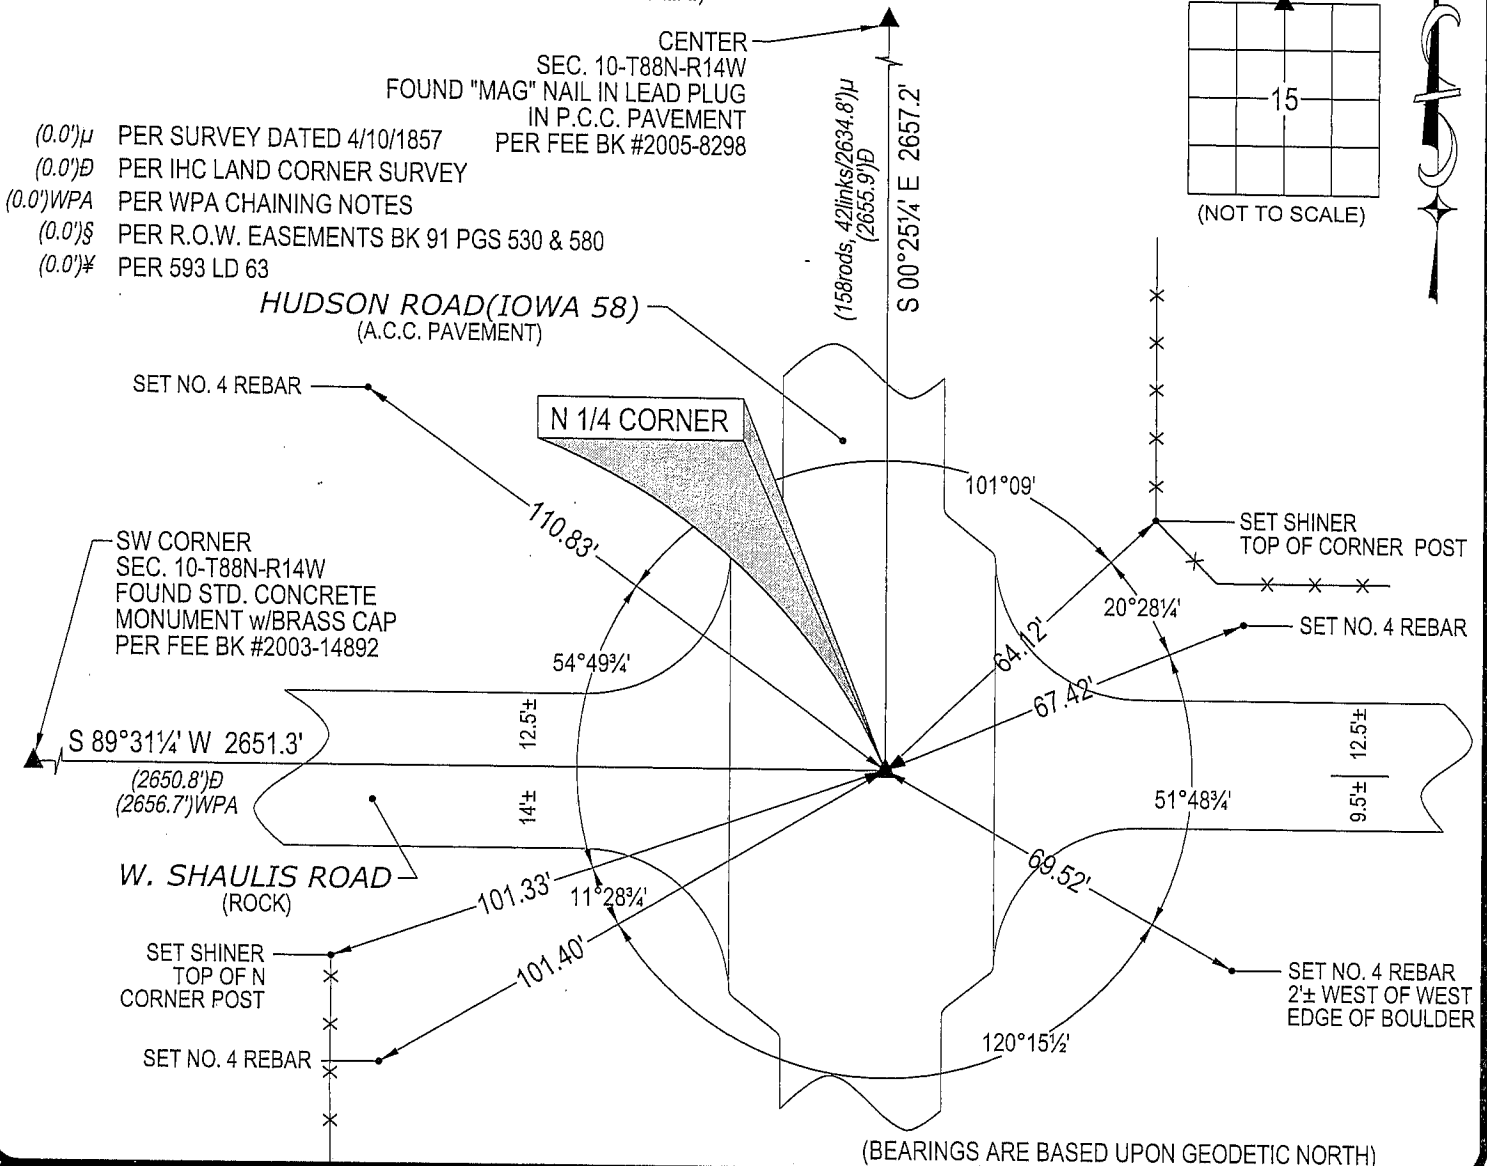 CENTER
SEC. 10-T88N-R14W
FOUND "MAG" NAIL IN LEAD PLUG
IN P.C.C. PAVEMENT
PER FEE BK #2005-8298
(158rods, 42links/2634.8')µ
(2655.9')Đ
S 00°25¼' E 2657.2'
15
(NOT TO SCALE)
(0.0')µ PER SURVEY DATED 4/10/1857
(0.0')Đ PER IHC LAND CORNER SURVEY
(0.0')WPA PER WPA CHAINING NOTES
(0.0')§ PER R.O.W. EASEMENTS BK 91 PGS 530 & 580
(0.0')¥ PER 593 LD 63
HUDSON ROAD(IOWA 58)
(A.C.C. PAVEMENT)
SET NO. 4 REBAR
N 1/4 CORNER
101°09'
110.83'
SET SHINER
TOP OF CORNER POST
SW CORNER
SEC. 10-T88N-R14W
FOUND STD. CONCRETE
MONUMENT w/BRASS CAP
PER FEE BK #2003-14892
20°28¼'
SET NO. 4 REBAR
64.12'
54°49¾'
67.42'
12.5'±
12.5'±
S 89°31¼' W 2651.3'
(2650.8')Đ
(2656.7')WPA
14'±
51°48¾'
9.5'±
W. SHAULIS ROAD
(ROCK)
101.33'
11°28¾'
69.52'
SET SHINER
TOP OF N
CORNER POST
101.40'
SET NO. 4 REBAR
2'± WEST OF WEST
EDGE OF BOULDER
SET NO. 4 REBAR
120°15½'
(BEARINGS ARE BASED UPON GEODETIC NORTH)